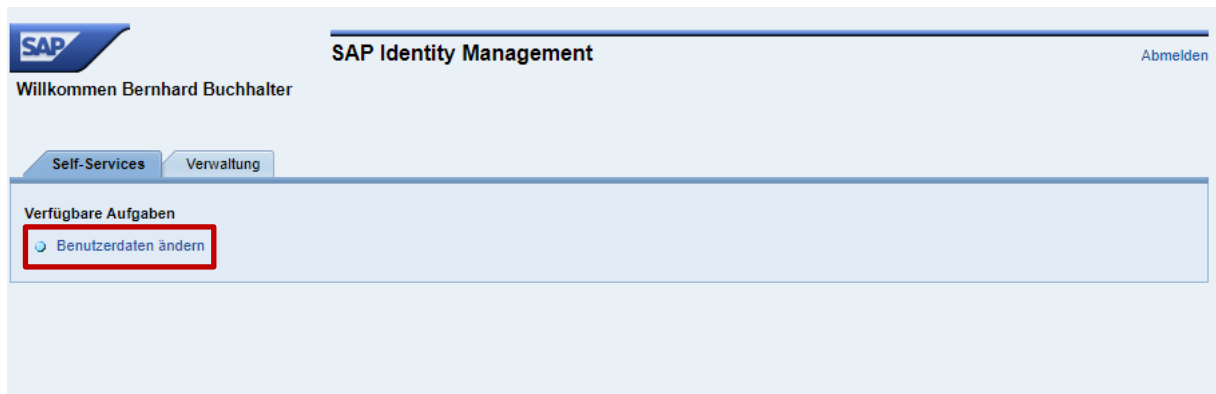 SAP
SAP Identity Management
Abmelden
Willkommen Bernhard Buchhalter
Self-Services
Verwaltung
Verfügbare Aufgaben
Benutzerdaten ändern